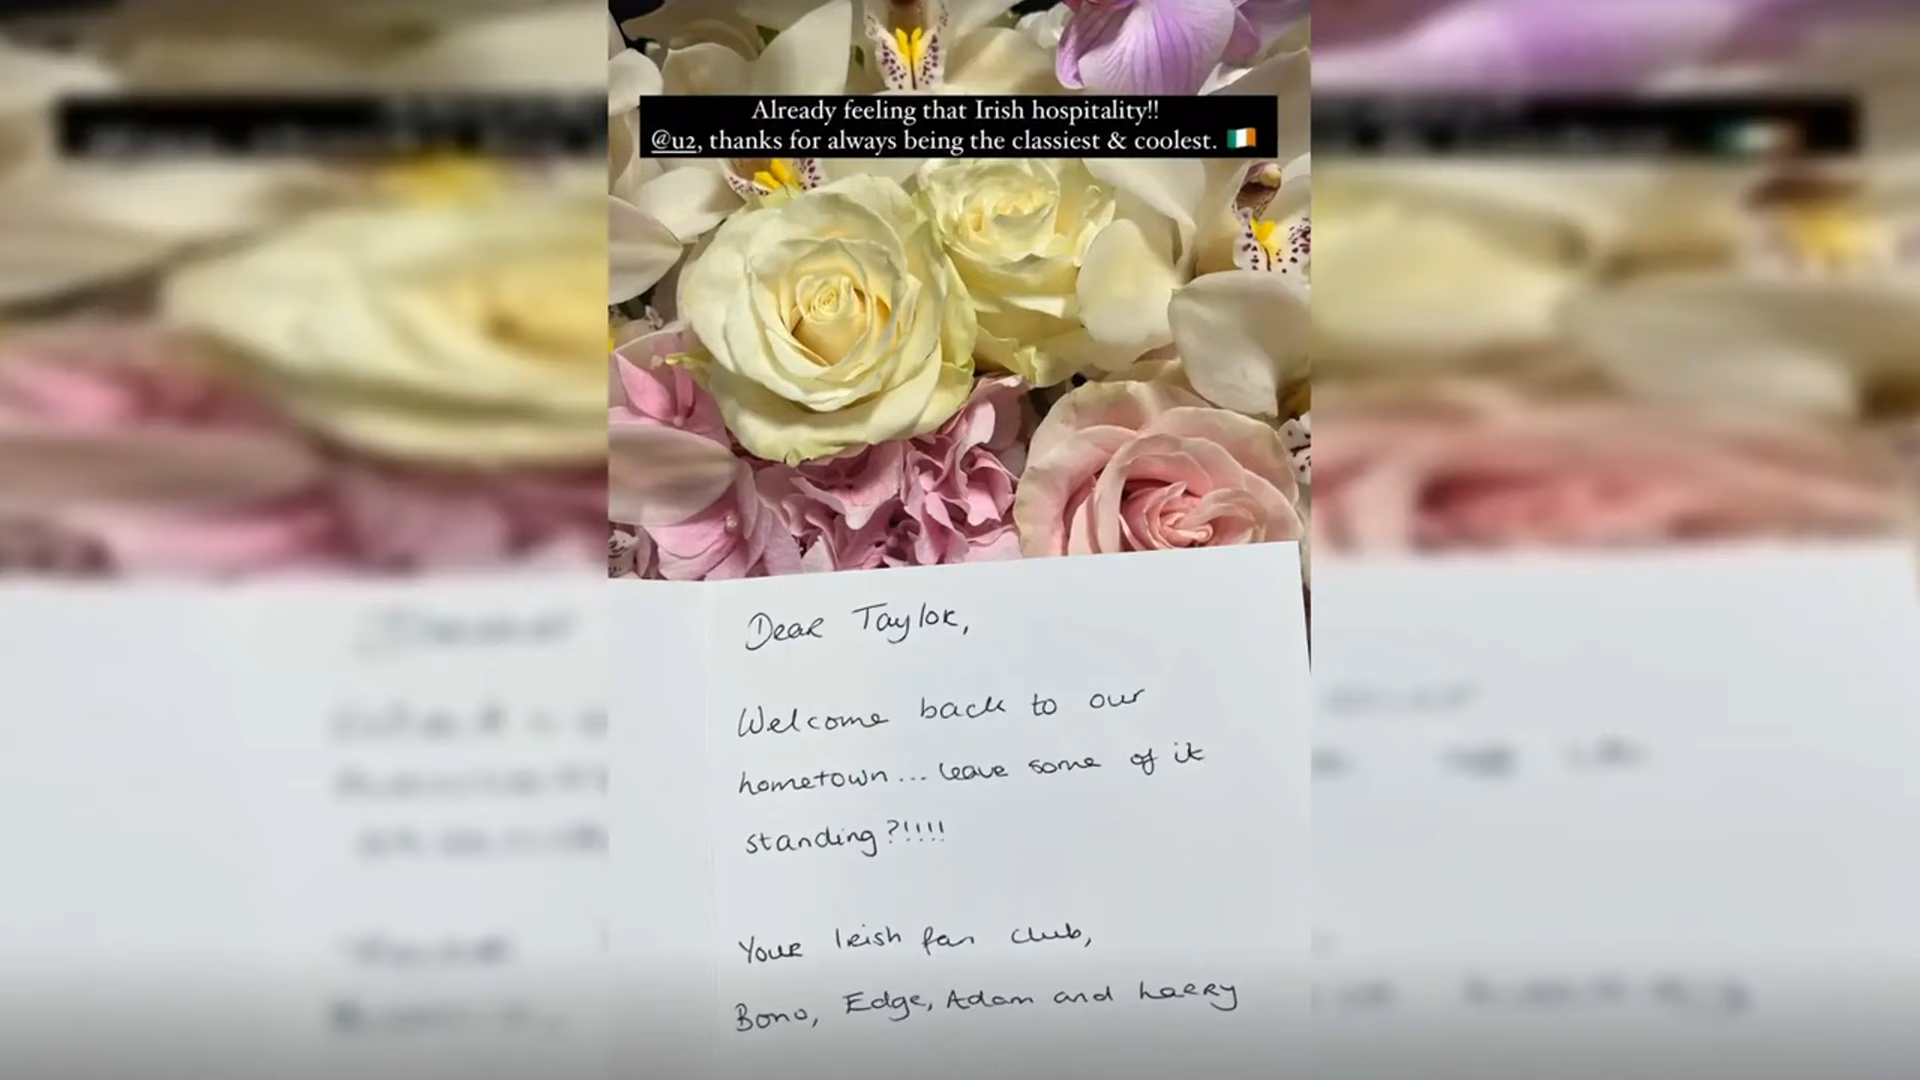 Already feeling that Irish hospitality!!
@u2, thanks for always being the classiest & coolest. 🇮🇪
Dear Taylor,
Welcome back to our
hometown... leave some of it
standing?!!!!
Your Irish fan club,
Bono, Edge, Adam and Larry